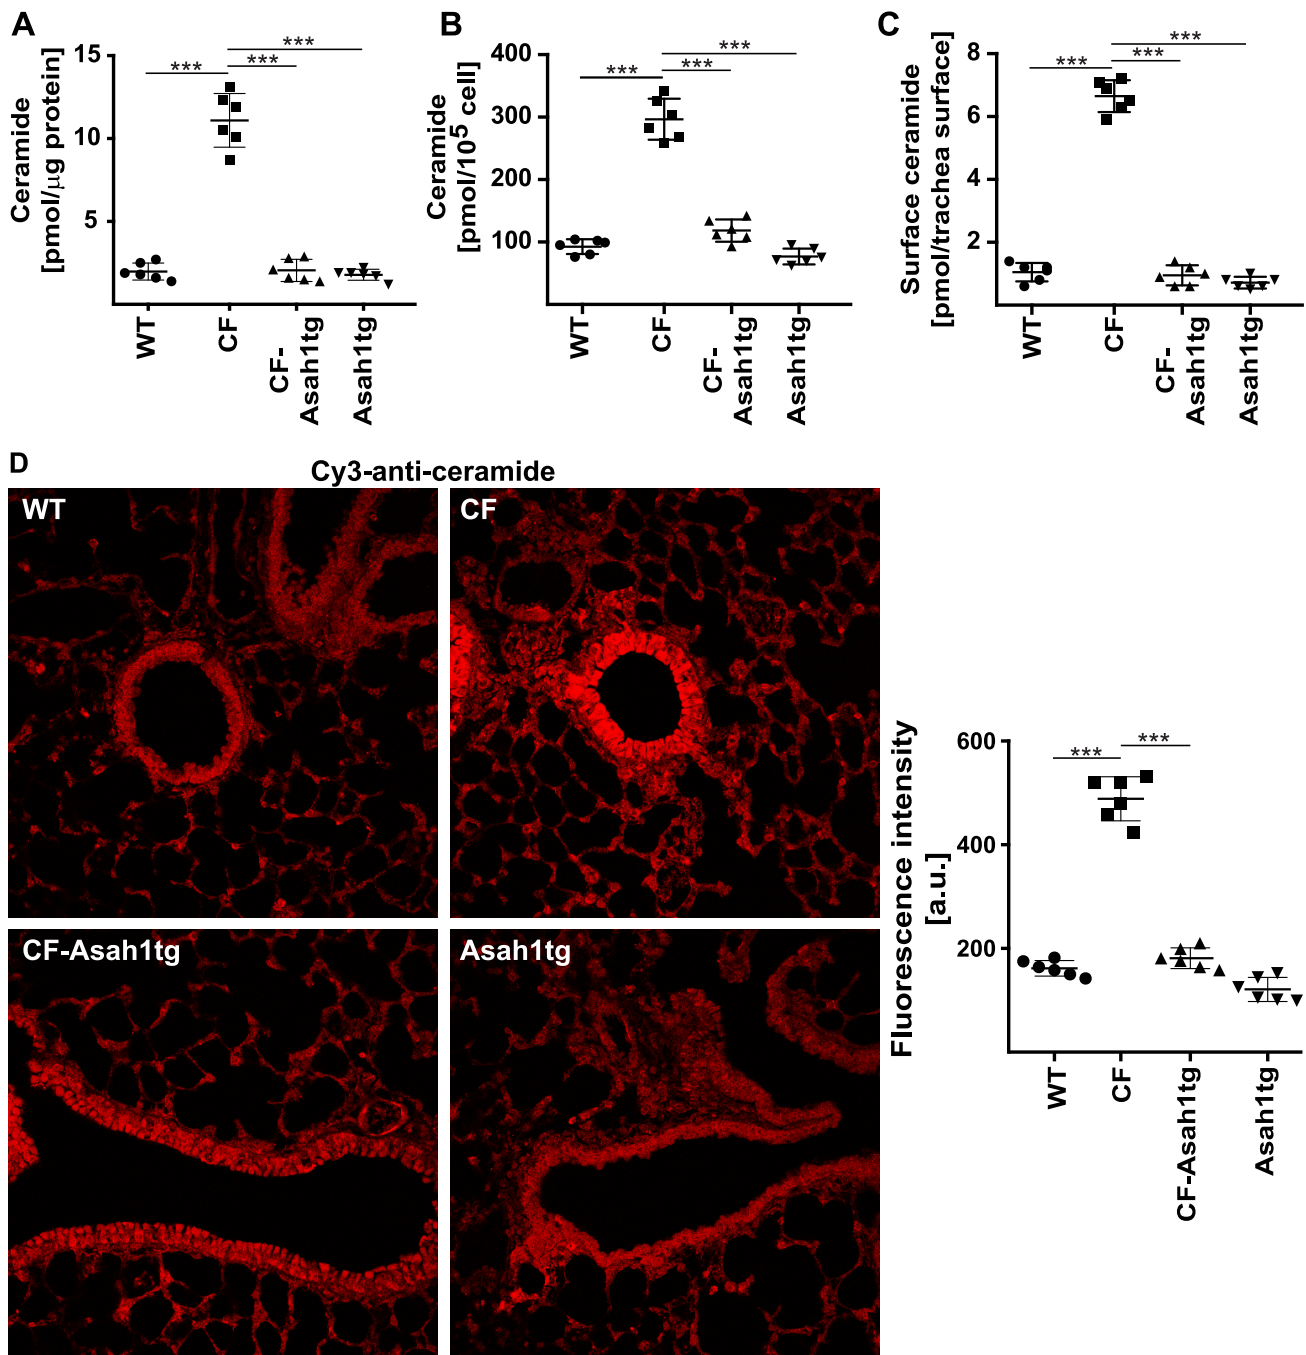 A
Ceramide
[pmol/μg protein]
15
10
5
***
***
***
WT
CF
CF-
Asah1tg
Asah1tg
B
Ceramide
[pmol/10⁵ cell]
400
300
200
100
***
***
***
WT
CF
CF-
Asah1tg
Asah1tg
C
Surface ceramide
[pmol/trachea surface]
8
6
4
2
***
***
***
WT
CF
CF-
Asah1tg
Asah1tg
D
Cy3-anti-ceramide
WT
CF
CF-Asah1tg
Asah1tg
Fluorescence intensity
[a.u.]
600
400
200
***
***
WT
CF
CF-Asah1tg
Asah1tg